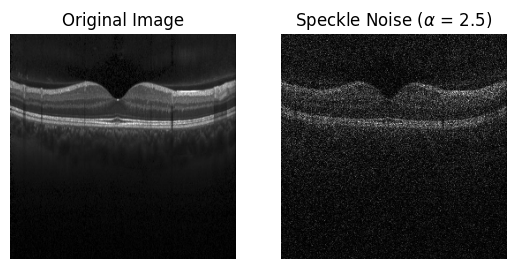 Original Image
Speckle Noise (α = 2.5)